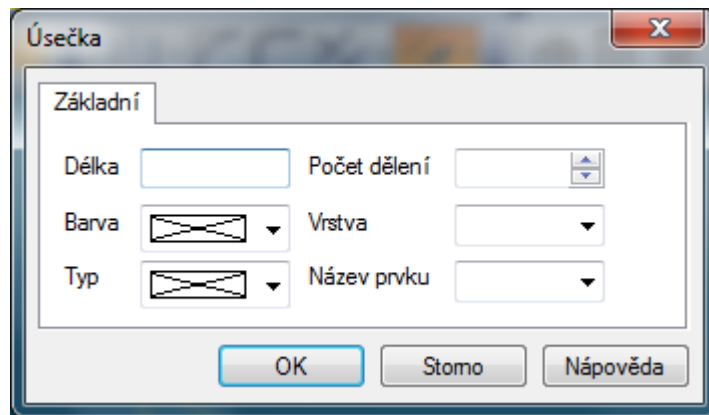 Úsečka
Základní
Délka Počet dělení
Barva Vrstva
Typ Název prvku
OK Storno Nápověda